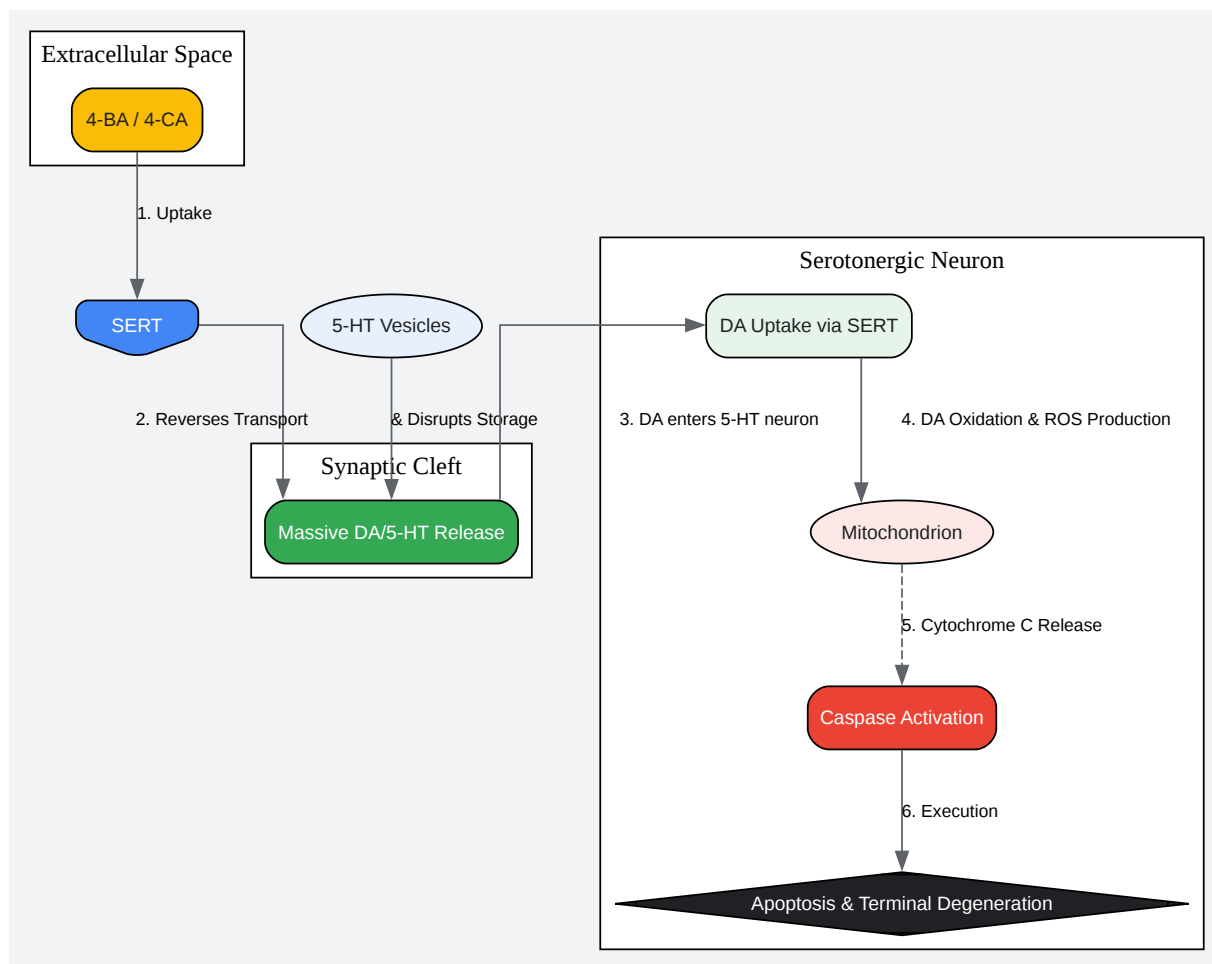 Extracellular Space
4-BA / 4-CA
1. Uptake
Serotonergic Neuron
SERT
5-HT Vesicles
DA Uptake via SERT
2. Reverses Transport
& Disrupts Storage
3. DA enters 5-HT neuron
4. DA Oxidation & ROS Production
Synaptic Cleft
Massive DA/5-HT Release
Mitochondrion
5. Cytochrome C Release
Caspase Activation
6. Execution
Apoptosis & Terminal Degeneration